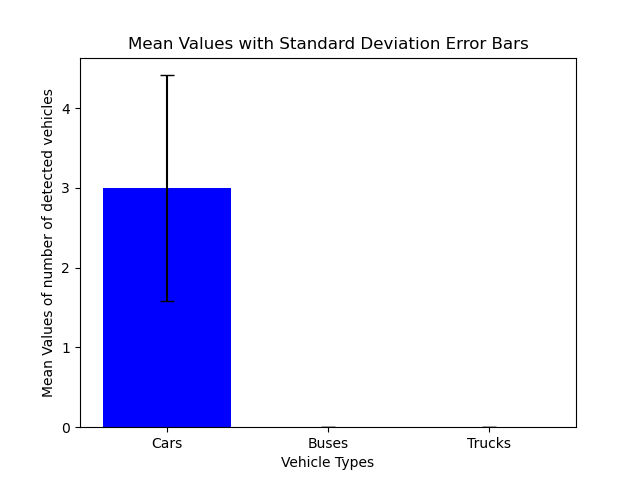 Mean Values with Standard Deviation Error Bars
Mean Values of number of detected vehicles
4
3
2
1
0
Cars Buses Trucks
Vehicle Types